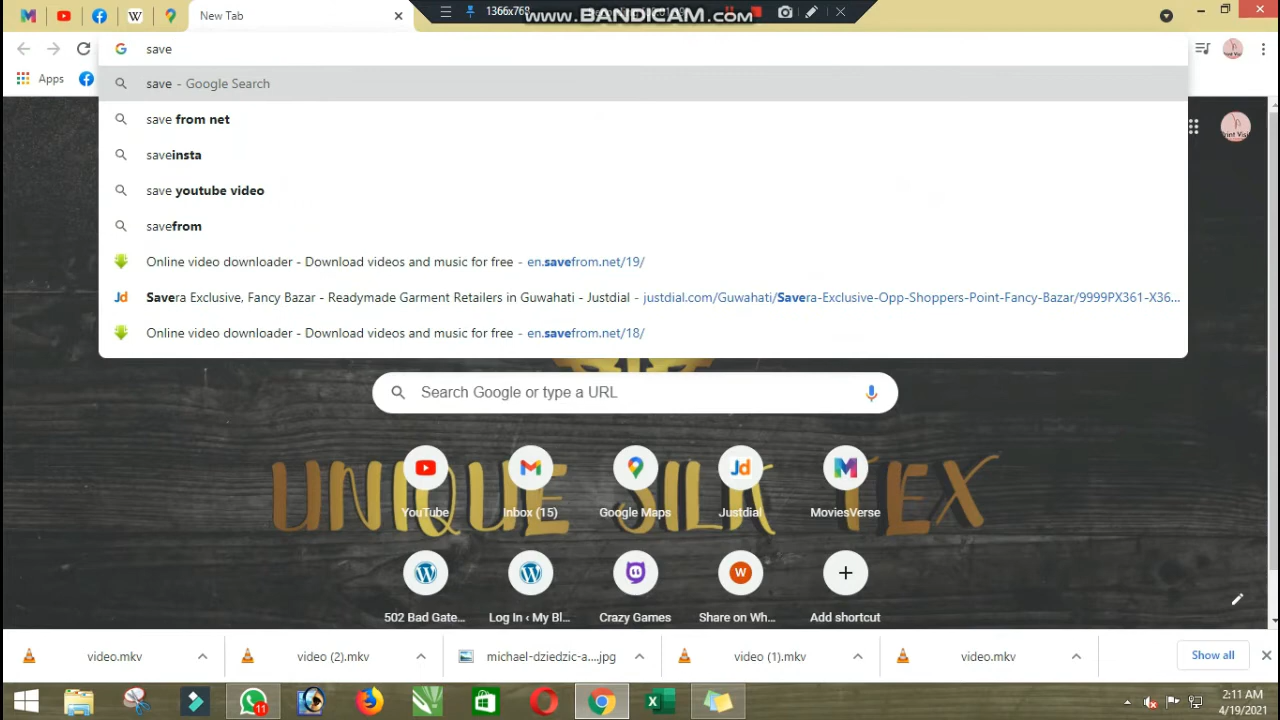 New Tab
1366x768
www.BANDICAM.com
save
Apps
save - Google Search
save from net
saveinsta
save youtube video
savefrom
Online video downloader - Download videos and music for free - en.savefrom.net/19/
Savera Exclusive, Fancy Bazar - Readymade Garment Retailers in Guwahati - Justdial - justdial.com/Guwahati/Savera-Exclusive-Opp-Shoppers-Point-Fancy-Bazar/9999PX361-X36...
Online video downloader - Download videos and music for free - en.savefrom.net/18/
Search Google or type a URL
UNIQUE SILK TEX
YouTube
Inbox (15)
Google Maps
Justdial
MoviesVerse
502 Bad Gate...
Log In ‹ My Bl...
Crazy Games
Share on Wh...
Add shortcut
video.mkv
video (2).mkv
michael-dziedzic-a....jpg
video (1).mkv
video.mkv
Show all
11
2:11 AM
4/19/2021